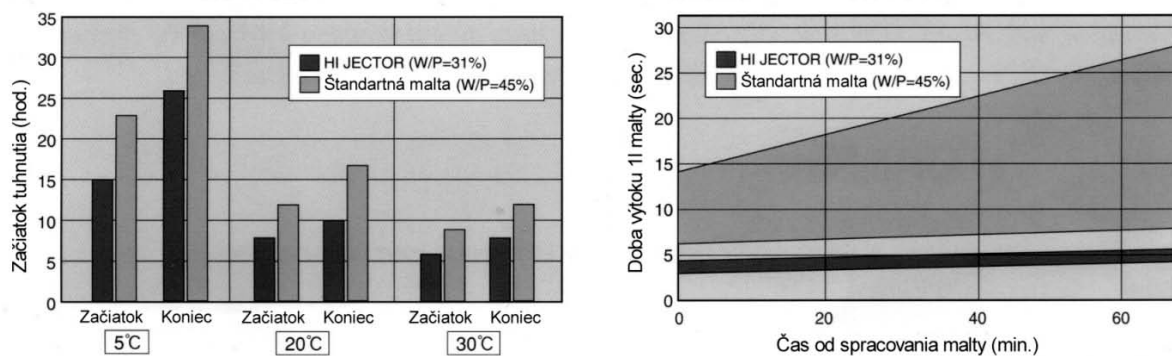 Začiatok tuhnutia (hod.)
35
30
25
20
15
10
5
0
HI JECTOR (W/P=31%)
Štandartná malta (W/P=45%)
Začiatok Koniec Začiatok Koniec Začiatok Koniec
5°C 20°C 30°C
Doba výtoku 1l malty (sec.)
30
25
20
15
10
5
0
HI JECTOR (W/P=31%)
Štandartná malta (W/P=45%)
0 20 40 60
Čas od spracovania malty (min.)